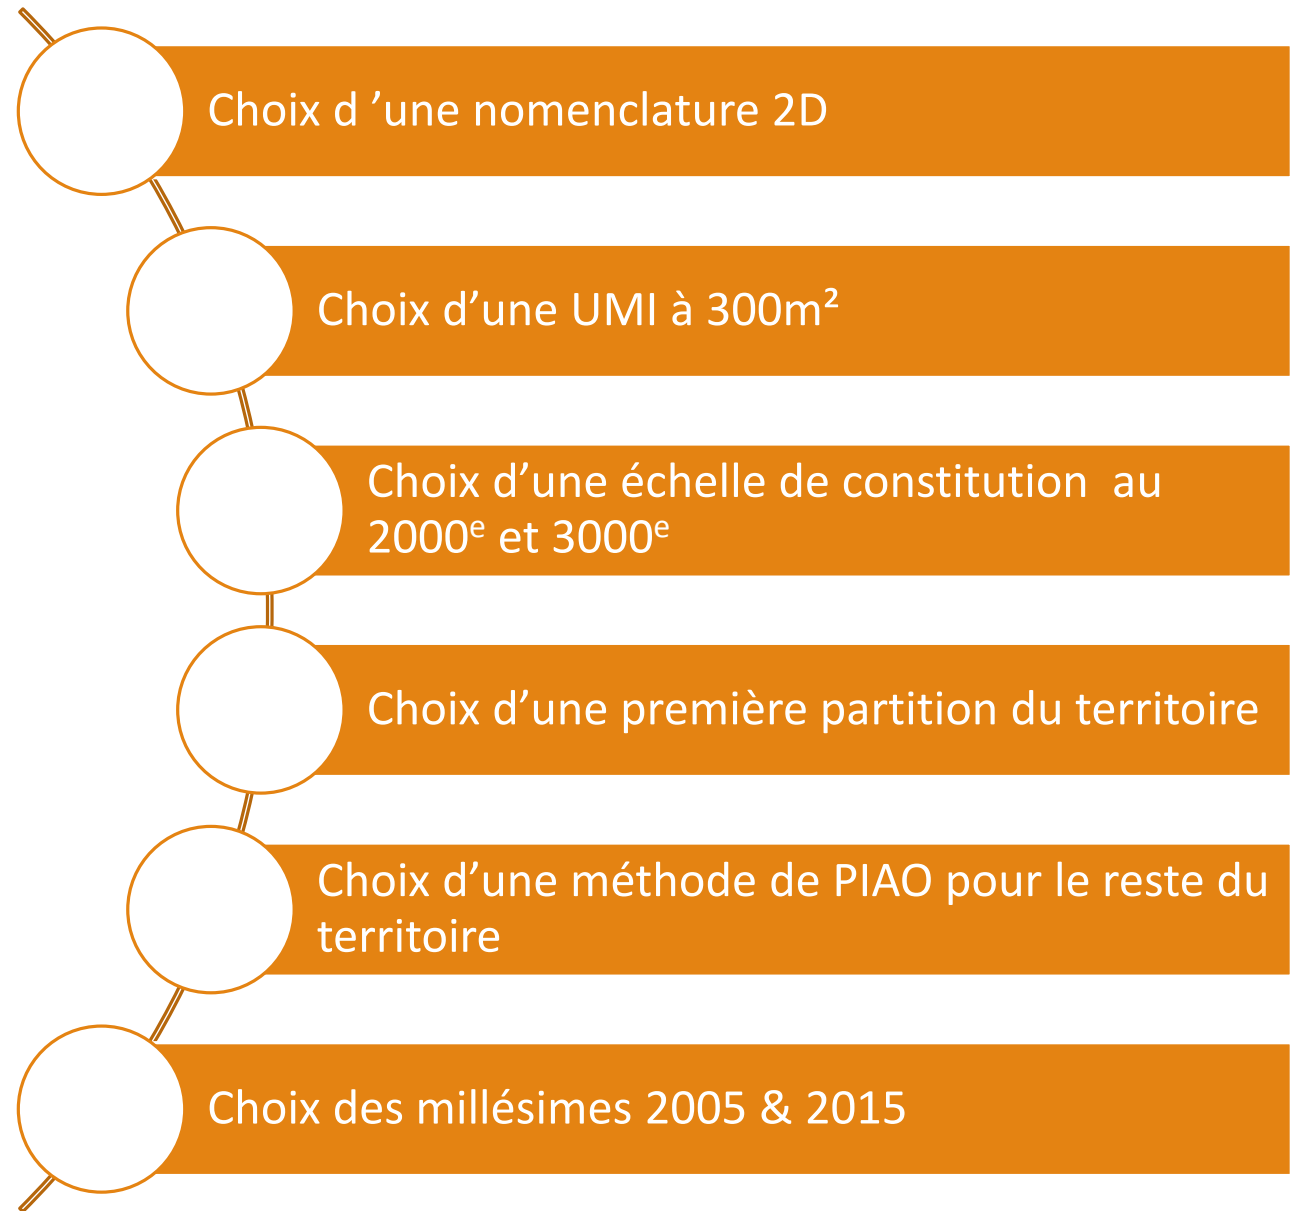 Choix d ’une nomenclature 2D
Choix d’une UMI à 300m²
Choix d’une échelle de constitution  au
2000ᵉ et 3000ᵉ
Choix d’une première partition du territoire
Choix d’une méthode de PIAO pour le reste du
territoire
Choix des millésimes 2005 & 2015